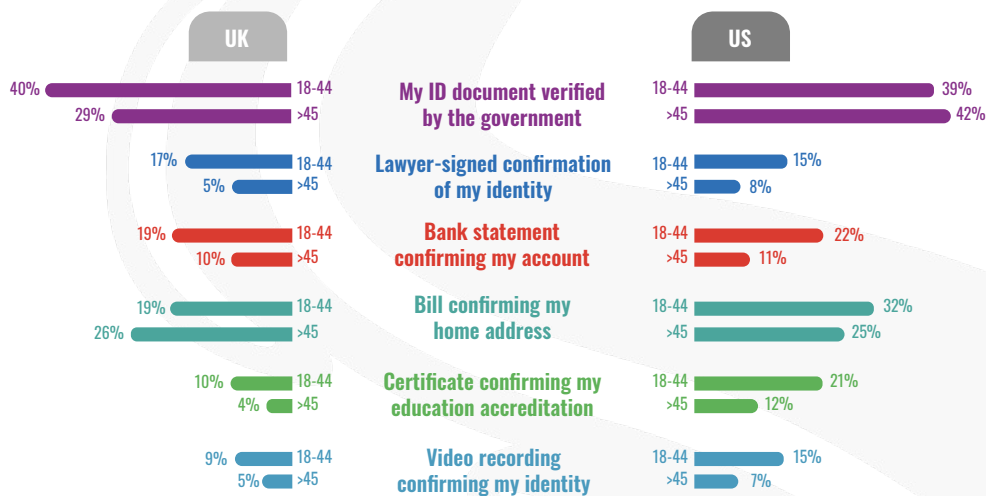 UK US
40% 18-44 My ID document verified 18-44 39%
29% >45 by the government >45 42%
17% 18-44 Lawyer-signed confirmation 18-44 15%
5% >45 of my identity >45 8%
19% 18-44 Bank statement 18-44 22%
10% >45 confirming my account >45 11%
19% 18-44 Bill confirming my 18-44 32%
26% >45 home address >45 25%
10% 18-44 Certificate confirming my 18-44 21%
4% >45 education accreditation >45 12%
9% 18-44 Video recording 18-44 15%
5% >45 confirming my identity >45 7%